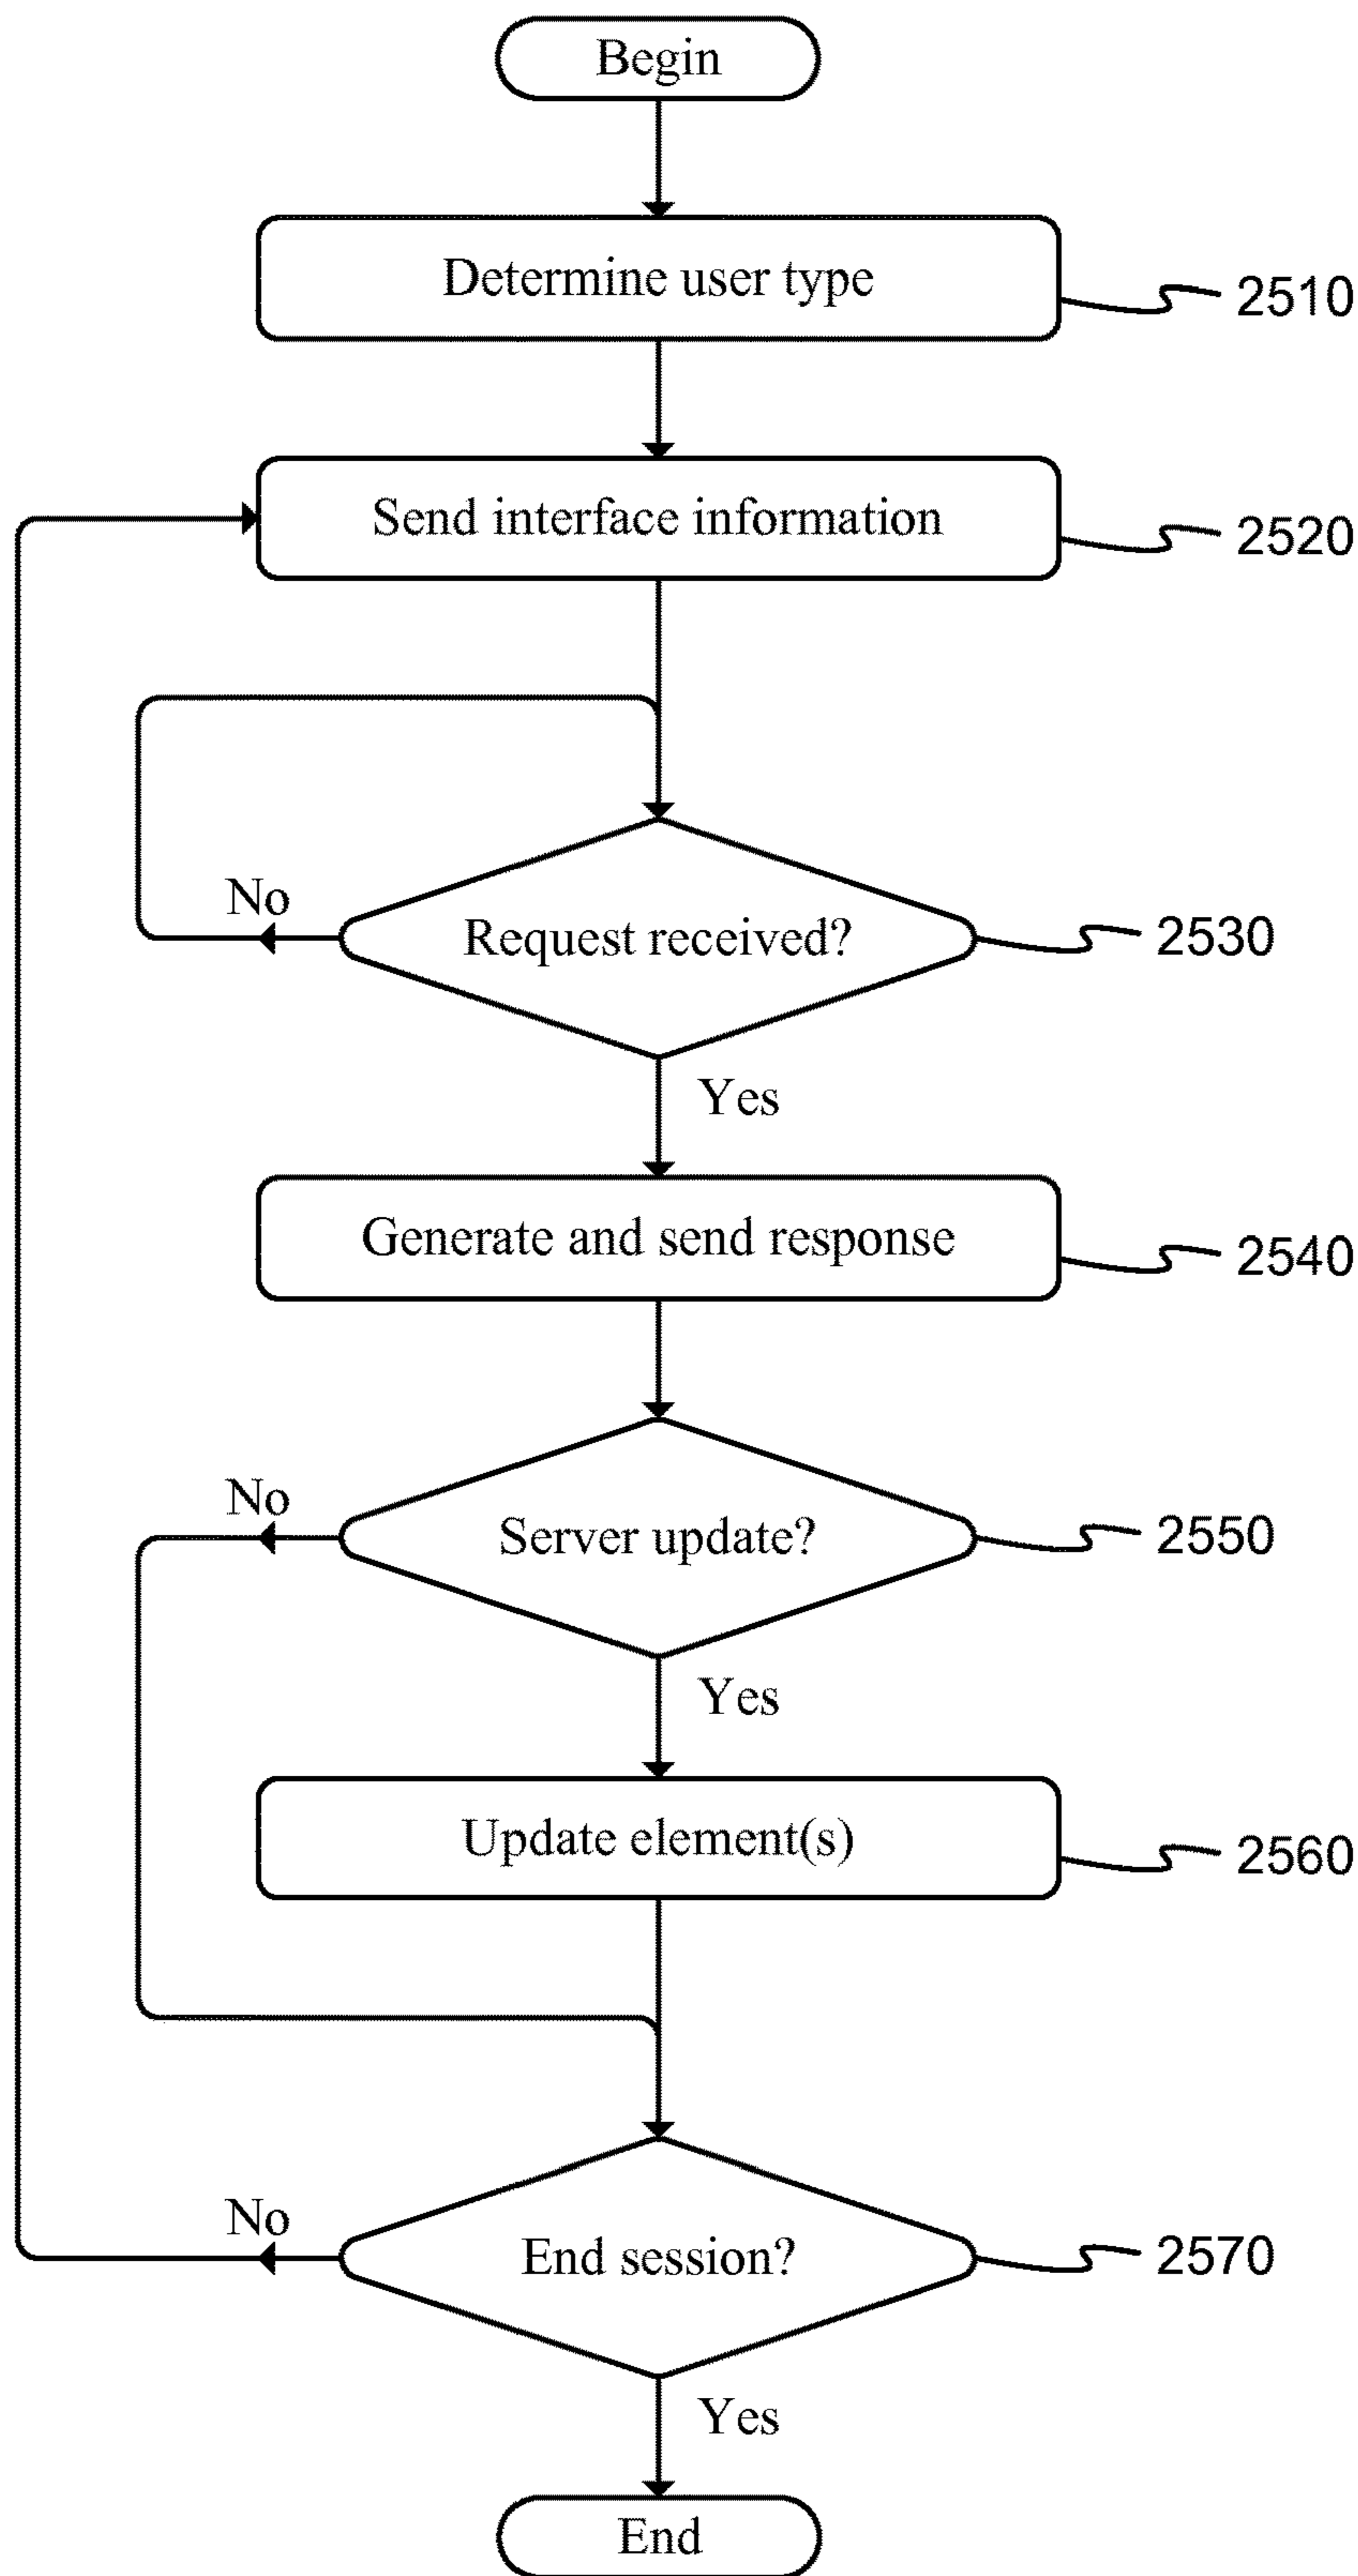 Begin
Determine user type
2510
Send interface information
2520
No
Request received?
2530
Yes
Generate and send response
2540
No
Server update?
2550
Yes
Update element(s)
2560
No
End session?
2570
Yes
End